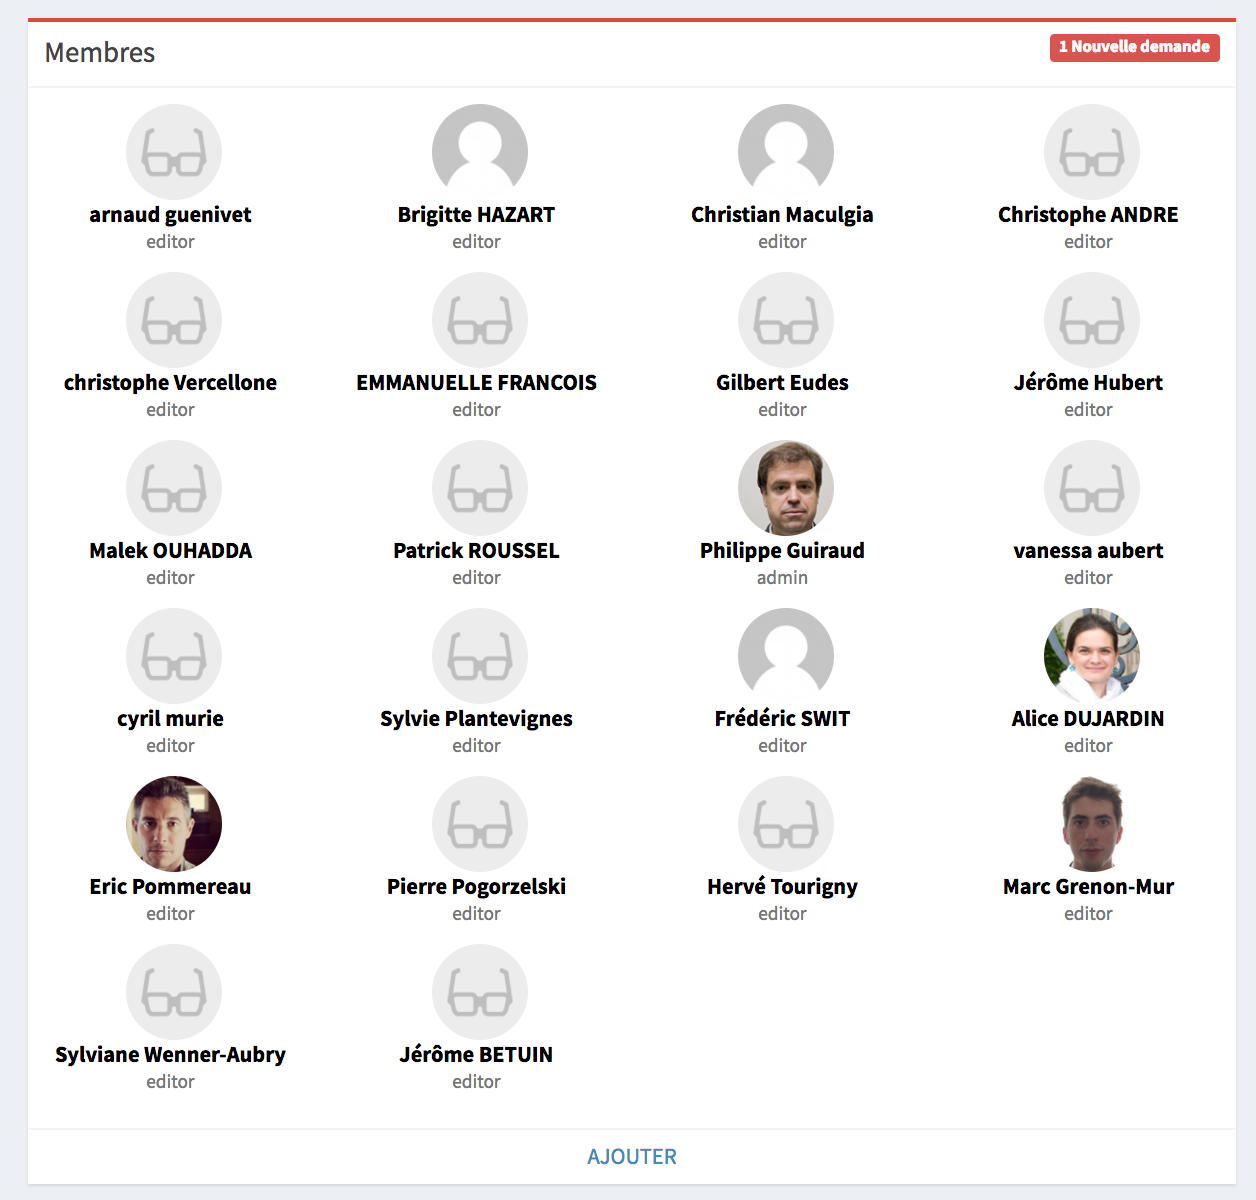 Membres
1 Nouvelle demande
arnaud guenivet
editor
Brigitte HAZART
editor
Christian Maculgia
editor
Christophe ANDRE
editor
christophe Vercellone
editor
EMMANUELLE FRANCOIS
editor
Gilbert Eudes
editor
Jérôme Hubert
editor
Malek OUHADDA
editor
Patrick ROUSSEL
editor
Philippe Guiraud
admin
vanessa aubert
editor
cyril murie
editor
Sylvie Plantevignes
editor
Frédéric SWIT
editor
Alice DUJARDIN
editor
Eric Pommereau
editor
Pierre Pogorzelski
editor
Hervé Tourigny
editor
Marc Grenon-Mur
editor
Sylviane Wenner-Aubry
editor
Jérôme BETUIN
editor
AJOUTER